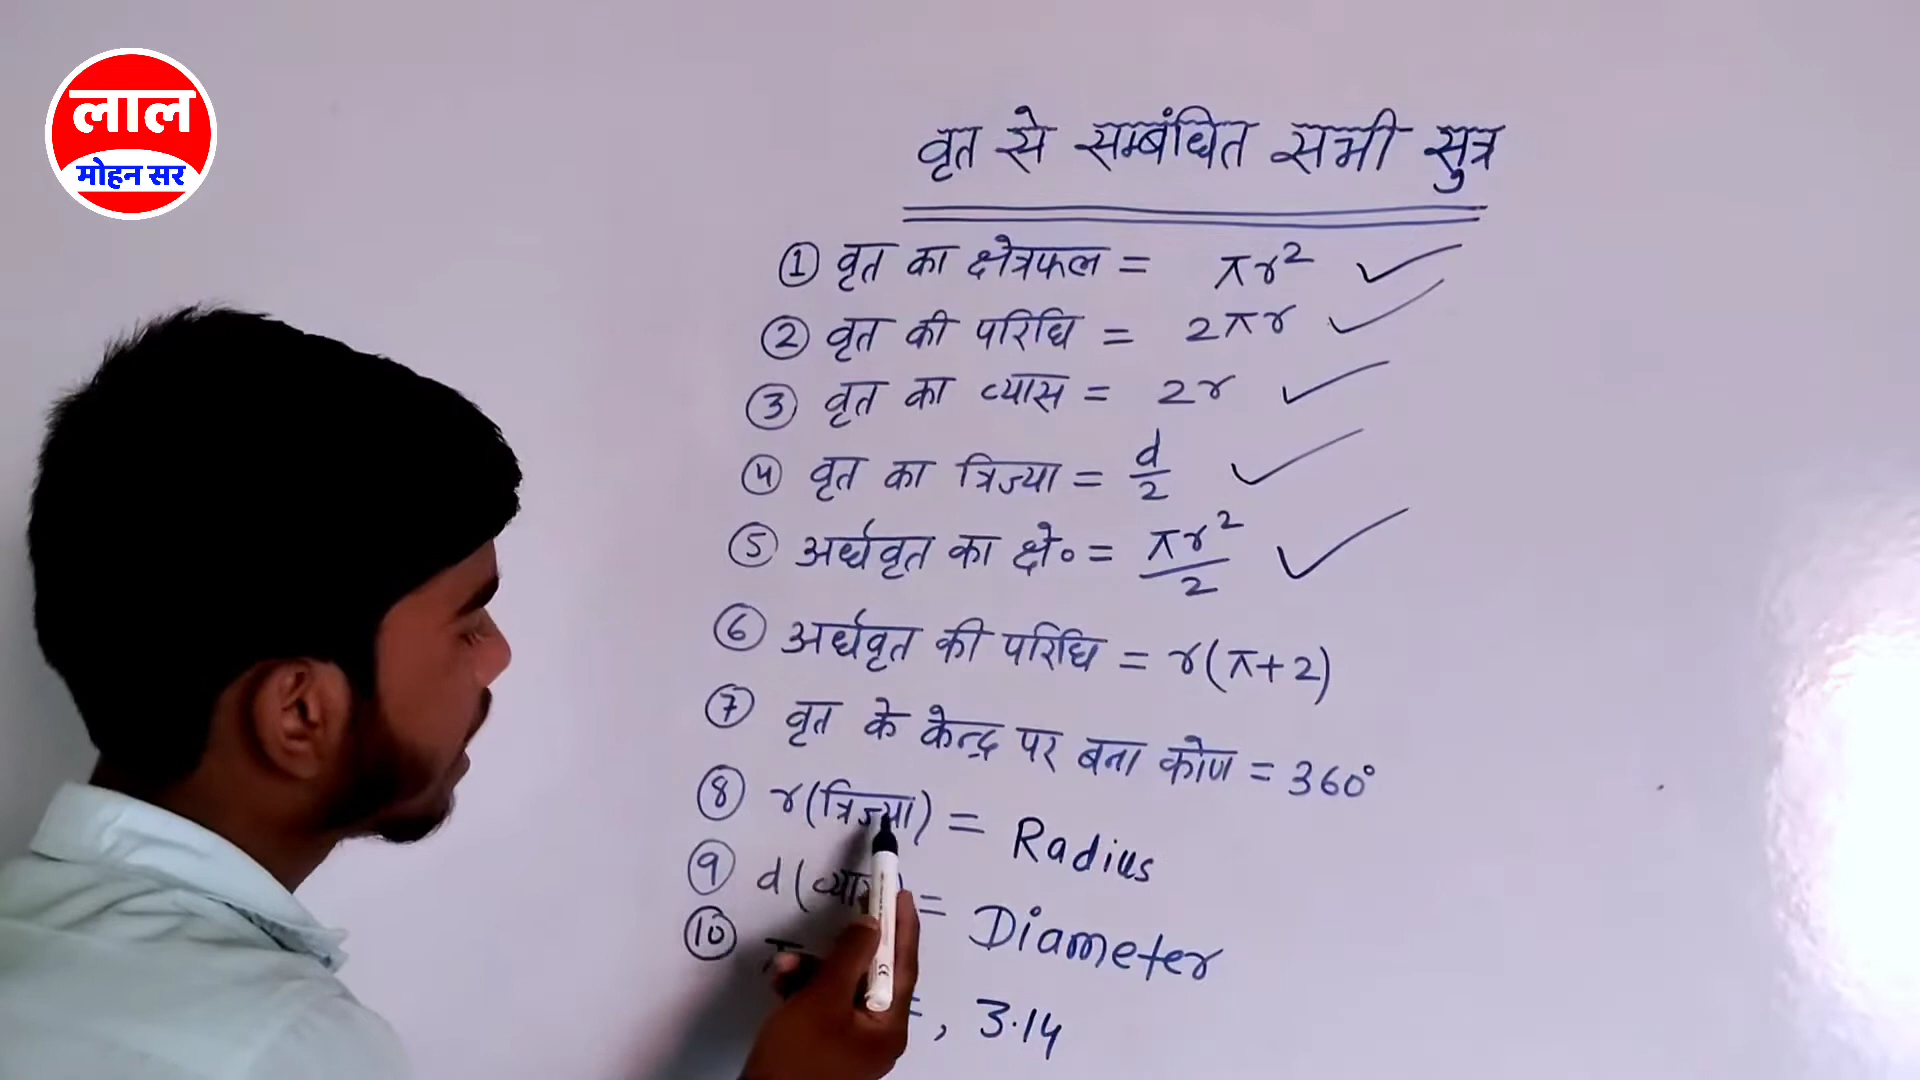 लाल
मोहन सर
वृत से सम्बंधित सभी सुत्र
① वृत का क्षेत्रफल = πr²
② वृत की परिधि = 2πr
③ वृत का व्यास = 2r
④ वृत का त्रिज्या = d/2
⑤ अर्धवृत का क्षे० = πr²/2
⑥ अर्धवृत की परिधि = r(π+2)
⑦ वृत के केन्द्र पर बना कोण = 360°
⑧ r(त्रिज्या) = Radius
⑨ d(व्यास) = Diameter
⑩ = , 3.14